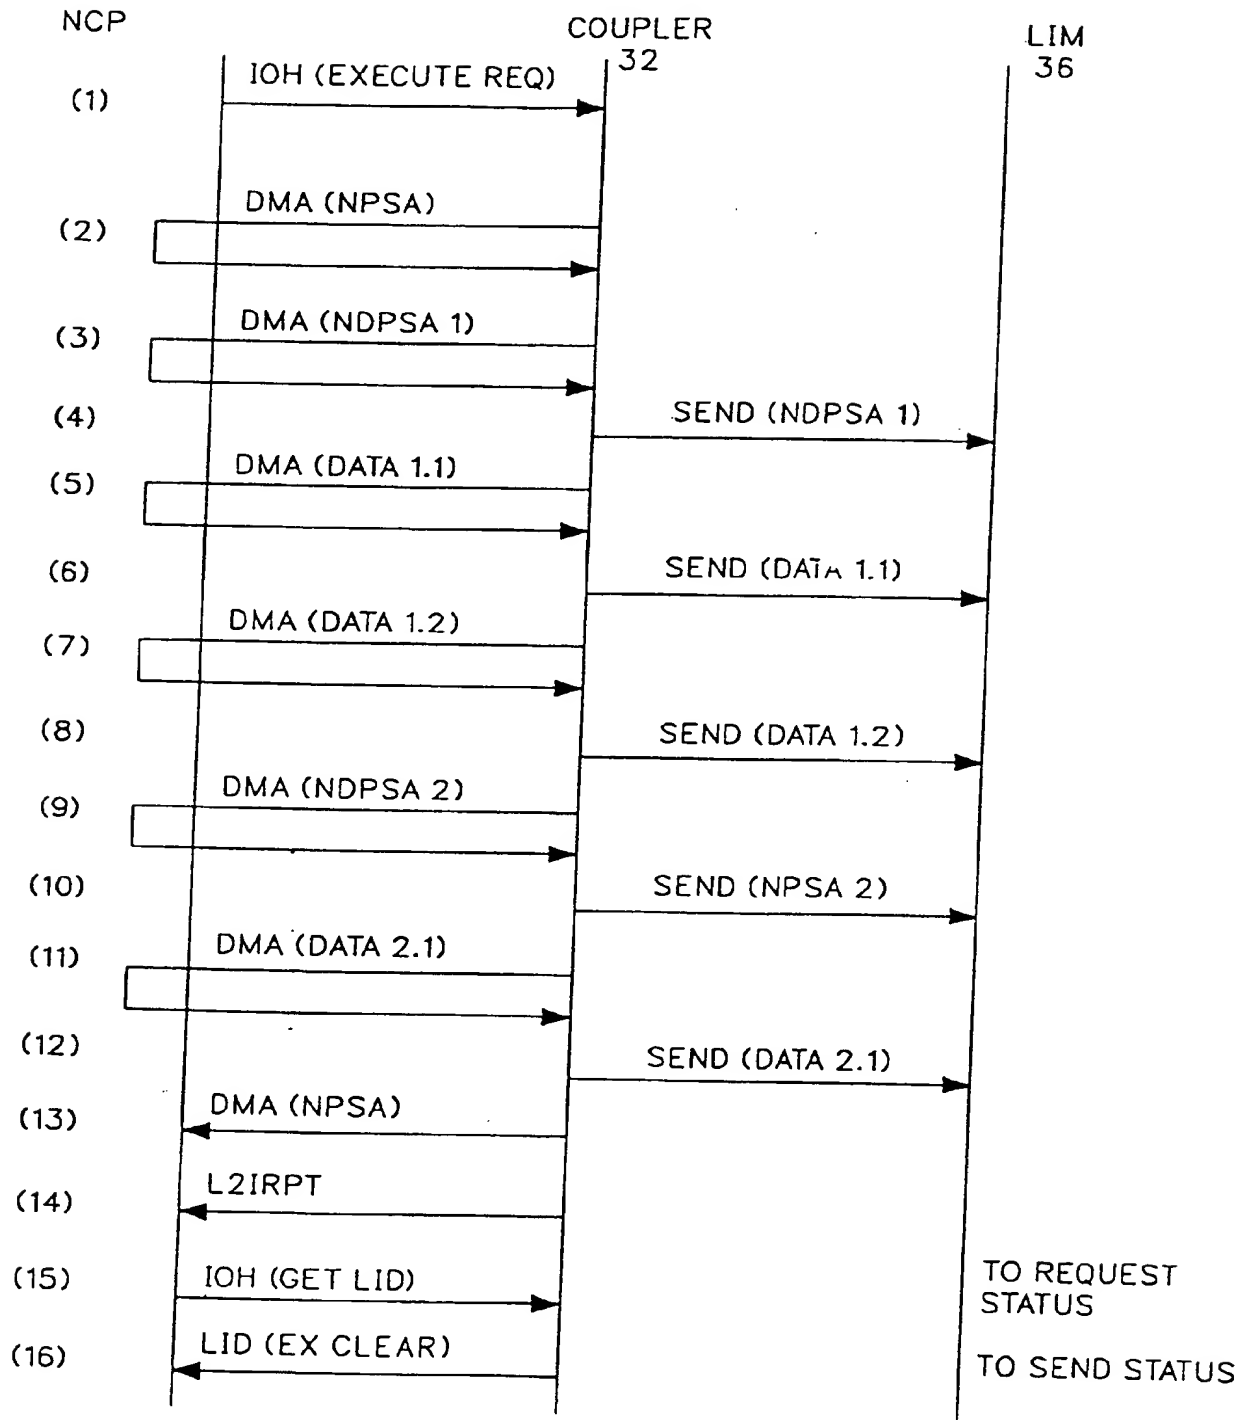 NCP
COUPLER
32
LIM
36
(1)
IOH (EXECUTE REQ)
(2)
DMA (NPSA)
(3)
DMA (NDPSA 1)
(4)
SEND (NDPSA 1)
(5)
DMA (DATA 1.1)
(6)
SEND (DATA 1.1)
(7)
DMA (DATA 1.2)
(8)
SEND (DATA 1.2)
(9)
DMA (NDPSA 2)
(10)
SEND (NPSA 2)
(11)
DMA (DATA 2.1)
(12)
SEND (DATA 2.1)
(13)
DMA (NPSA)
(14)
L2IRPT
(15)
IOH (GET LID)
TO REQUEST
STATUS
(16)
LID (EX CLEAR)
TO SEND STATUS